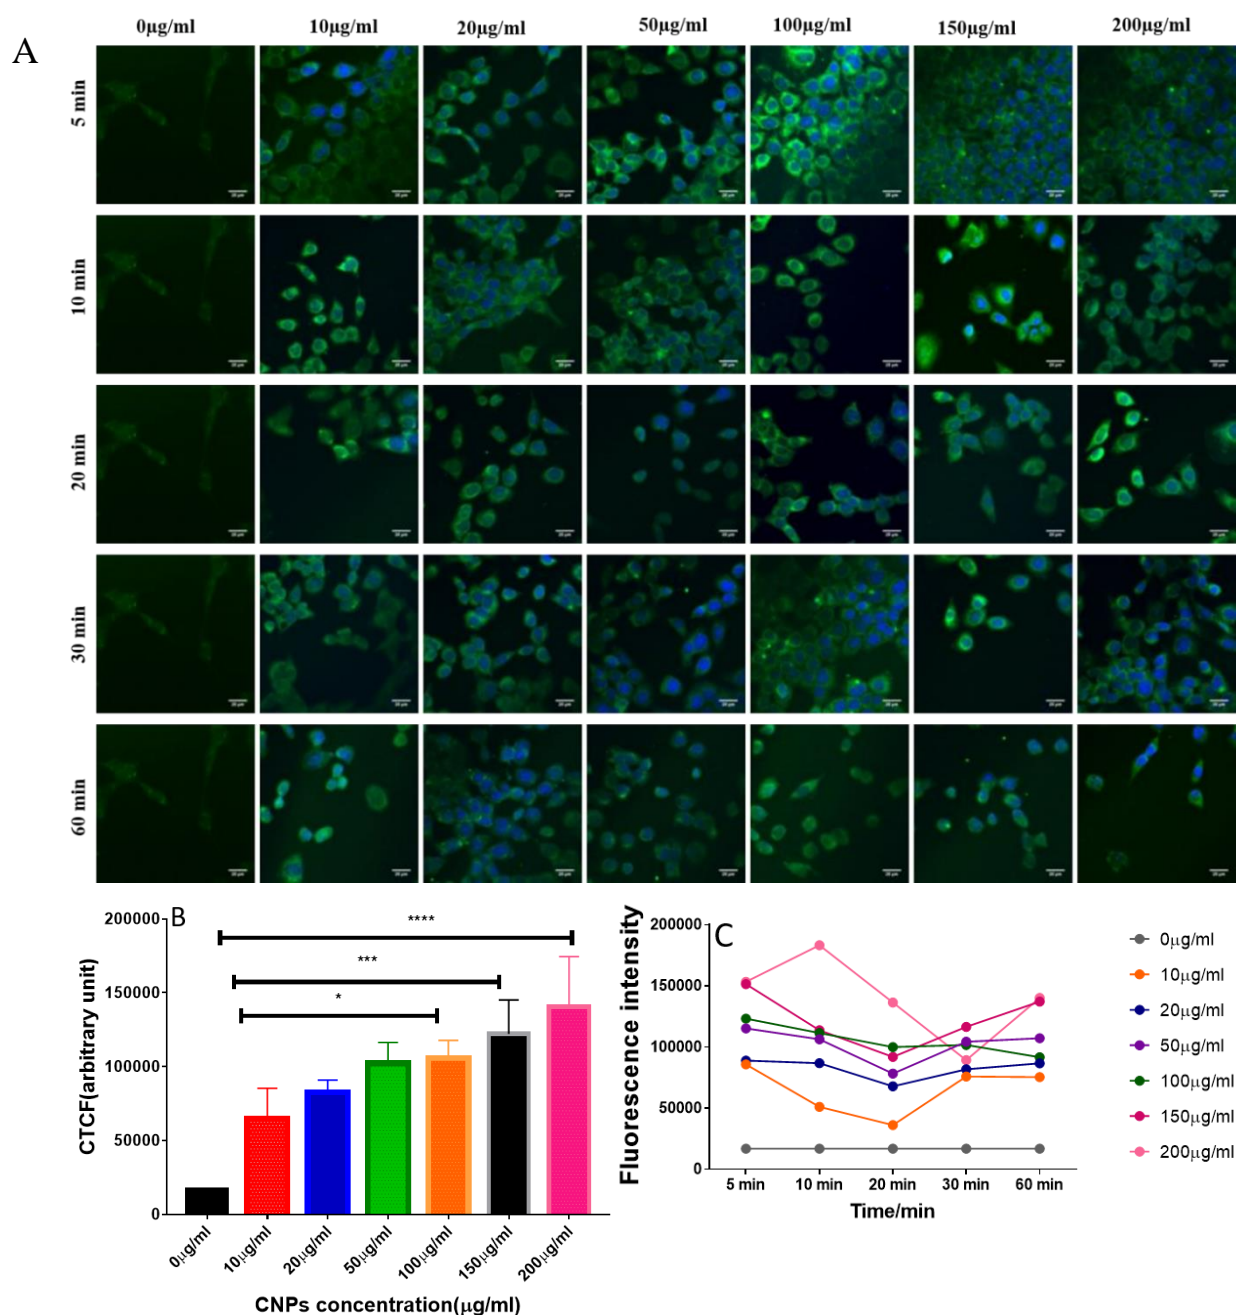 A
0µg/ml 10µg/ml 20µg/ml 50µg/ml 100µg/ml 150µg/ml 200µg/ml
5 min
10 min
20 min
30 min
60 min
B
CTCF(arbitrary unit)
200000
150000
100000
50000
0
****
***
*
0µg/ml 10µg/ml 20µg/ml 50µg/ml 100µg/ml 150µg/ml 200µg/ml
CNPs concentration(µg/ml)
C
Fluorescence intensity
200000
150000
100000
50000
0
5 min 10 min 20 min 30 min 60 min
Time/min
0µg/ml
10µg/ml
20µg/ml
50µg/ml
100µg/ml
150µg/ml
200µg/ml